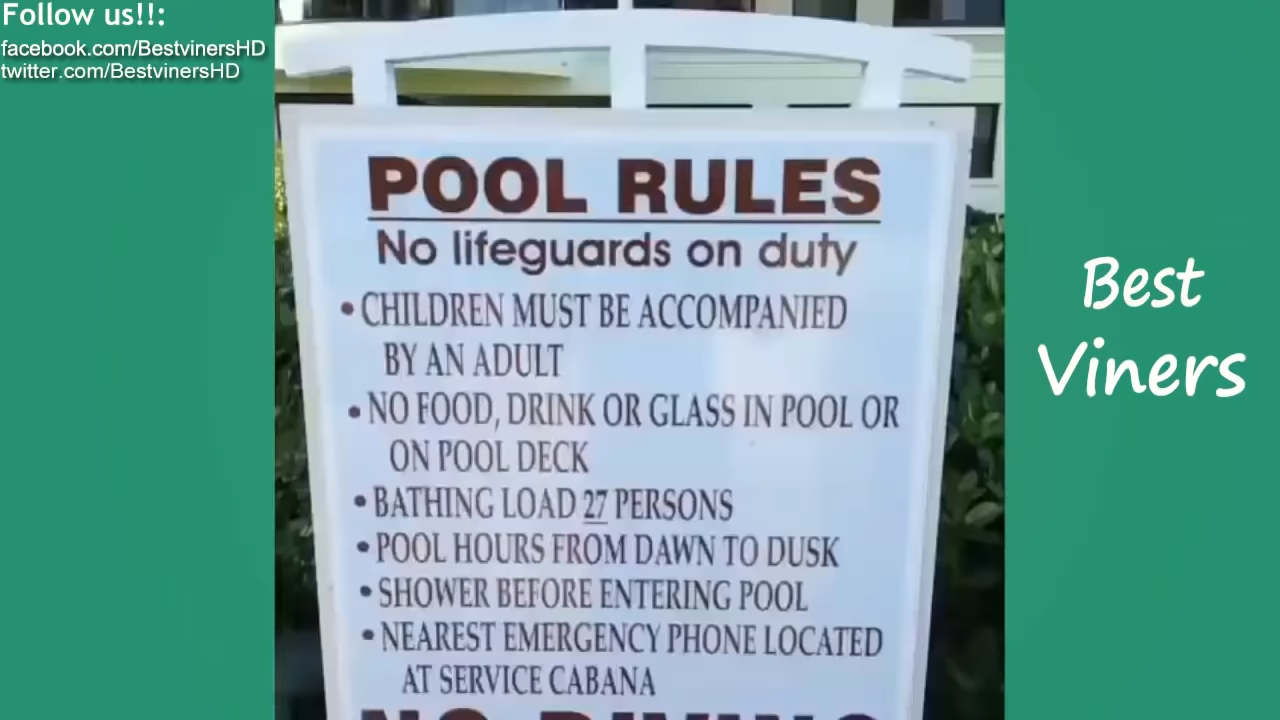 Follow us!!:
facebook.com/BestvinersHD
twitter.com/BestvinersHD
POOL RULES
No lifeguards on duty
• CHILDREN MUST BE ACCOMPANIED
BY AN ADULT
• NO FOOD, DRINK OR GLASS IN POOL OR
ON POOL DECK
• BATHING LOAD 27 PERSONS
• POOL HOURS FROM DAWN TO DUSK
• SHOWER BEFORE ENTERING POOL
• NEAREST EMERGENCY PHONE LOCATED
AT SERVICE CABANA
NO DIVING
Best
Viners